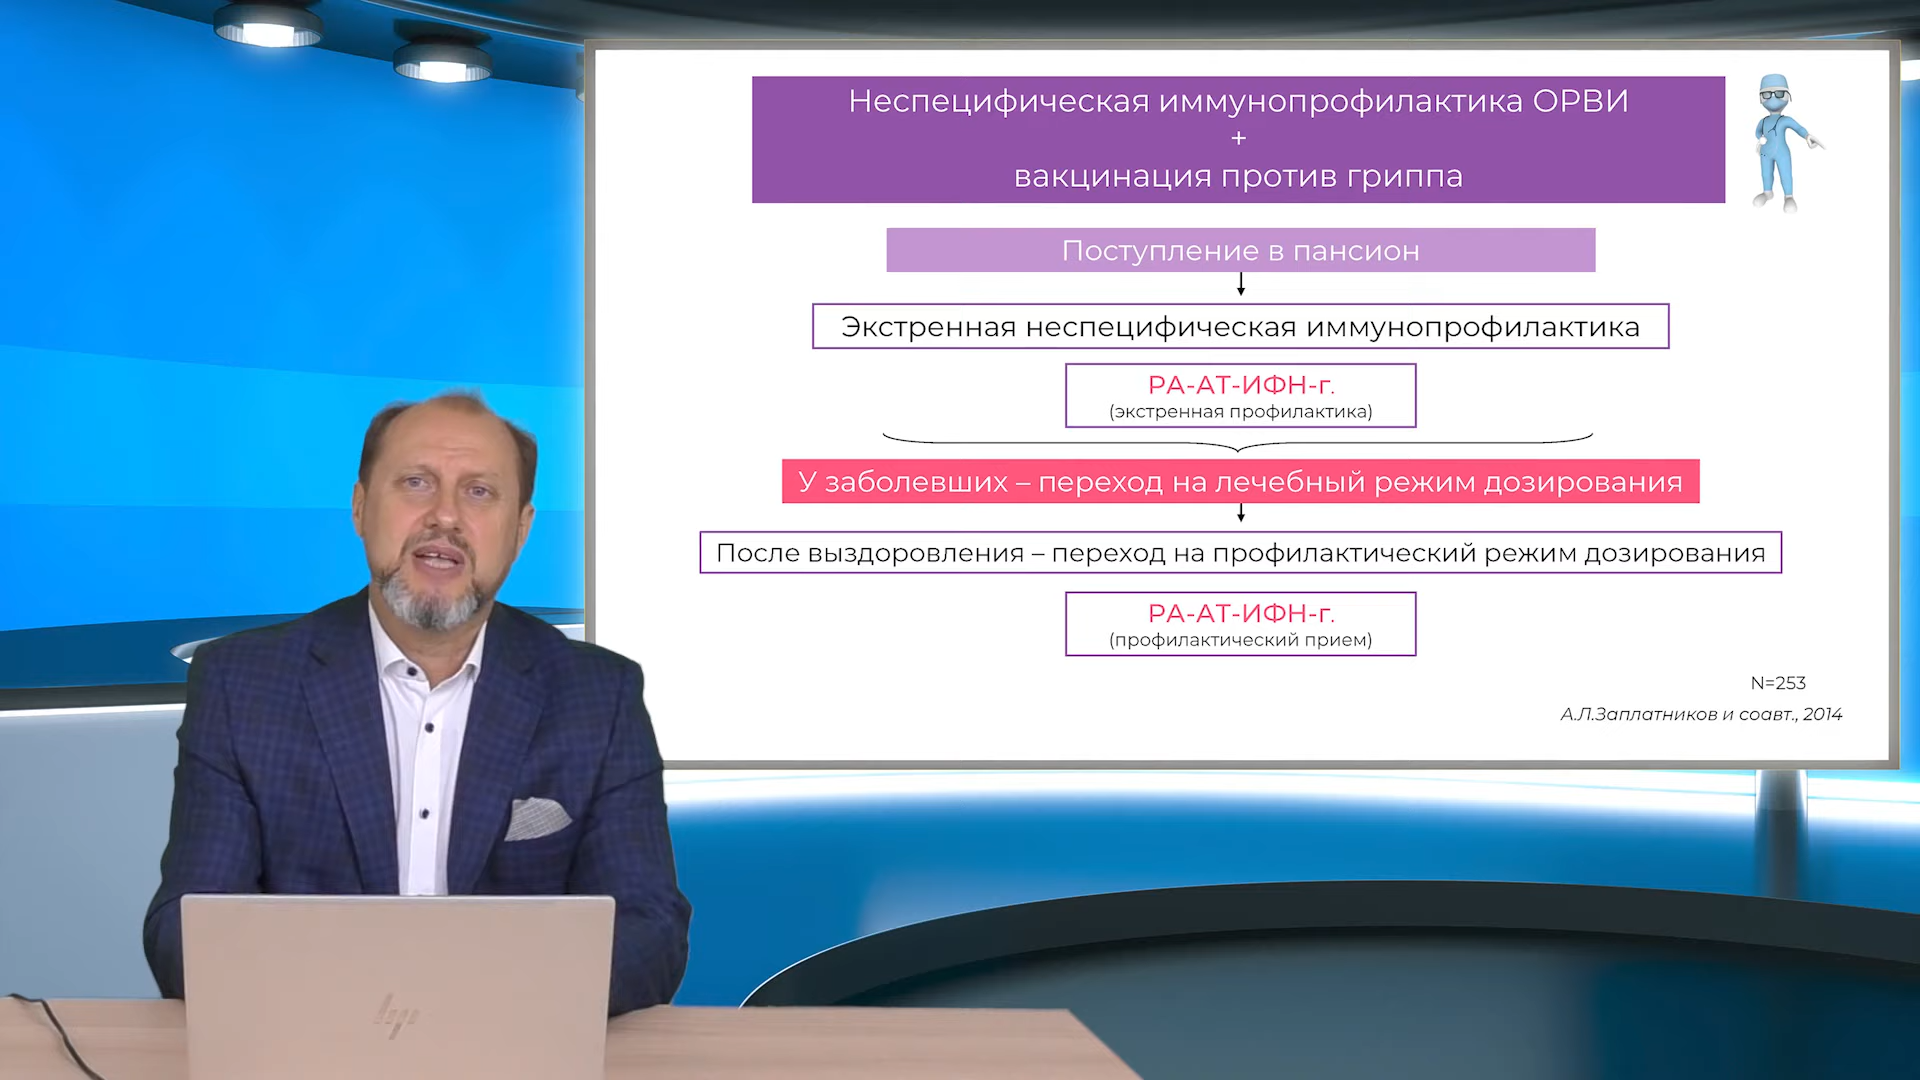 Неспецифическая иммунопрофилактика ОРВИ
+
вакцинация против гриппа
Поступление в пансион
Экстренная неспецифическая иммунопрофилактика
РА-АТ-ИФН-г.
(экстренная профилактика)
У заболевших – переход на лечебный режим дозирования
После выздоровления – переход на профилактический режим дозирования
РА-АТ-ИФН-г.
(профилактический прием)
N=253
А.Л.Заплатников и соавт., 2014
hp